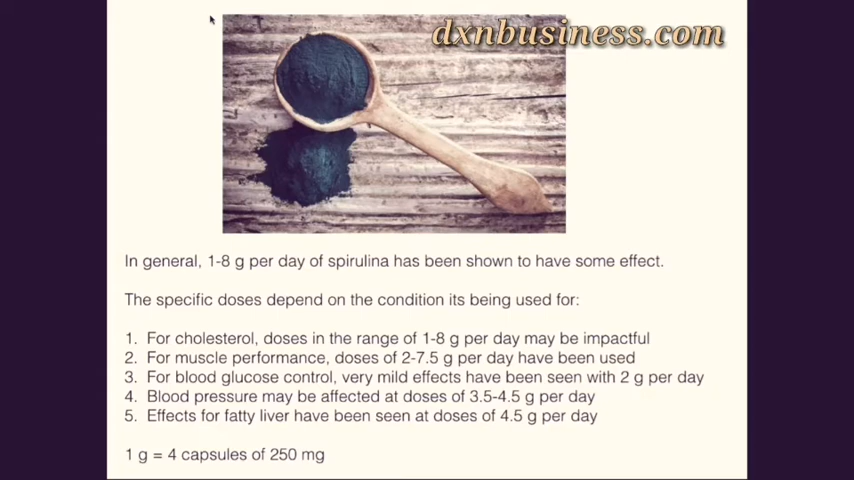 dxnbusiness.com
In general, 1-8 g per day of spirulina has been shown to have some effect.
The specific doses depend on the condition its being used for:
1. For cholesterol, doses in the range of 1-8 g per day may be impactful
2. For muscle performance, doses of 2-7.5 g per day have been used
3. For blood glucose control, very mild effects have been seen with 2 g per day
4. Blood pressure may be affected at doses of 3.5-4.5 g per day
5. Effects for fatty liver have been seen at doses of 4.5 g per day
1 g = 4 capsules of 250 mg